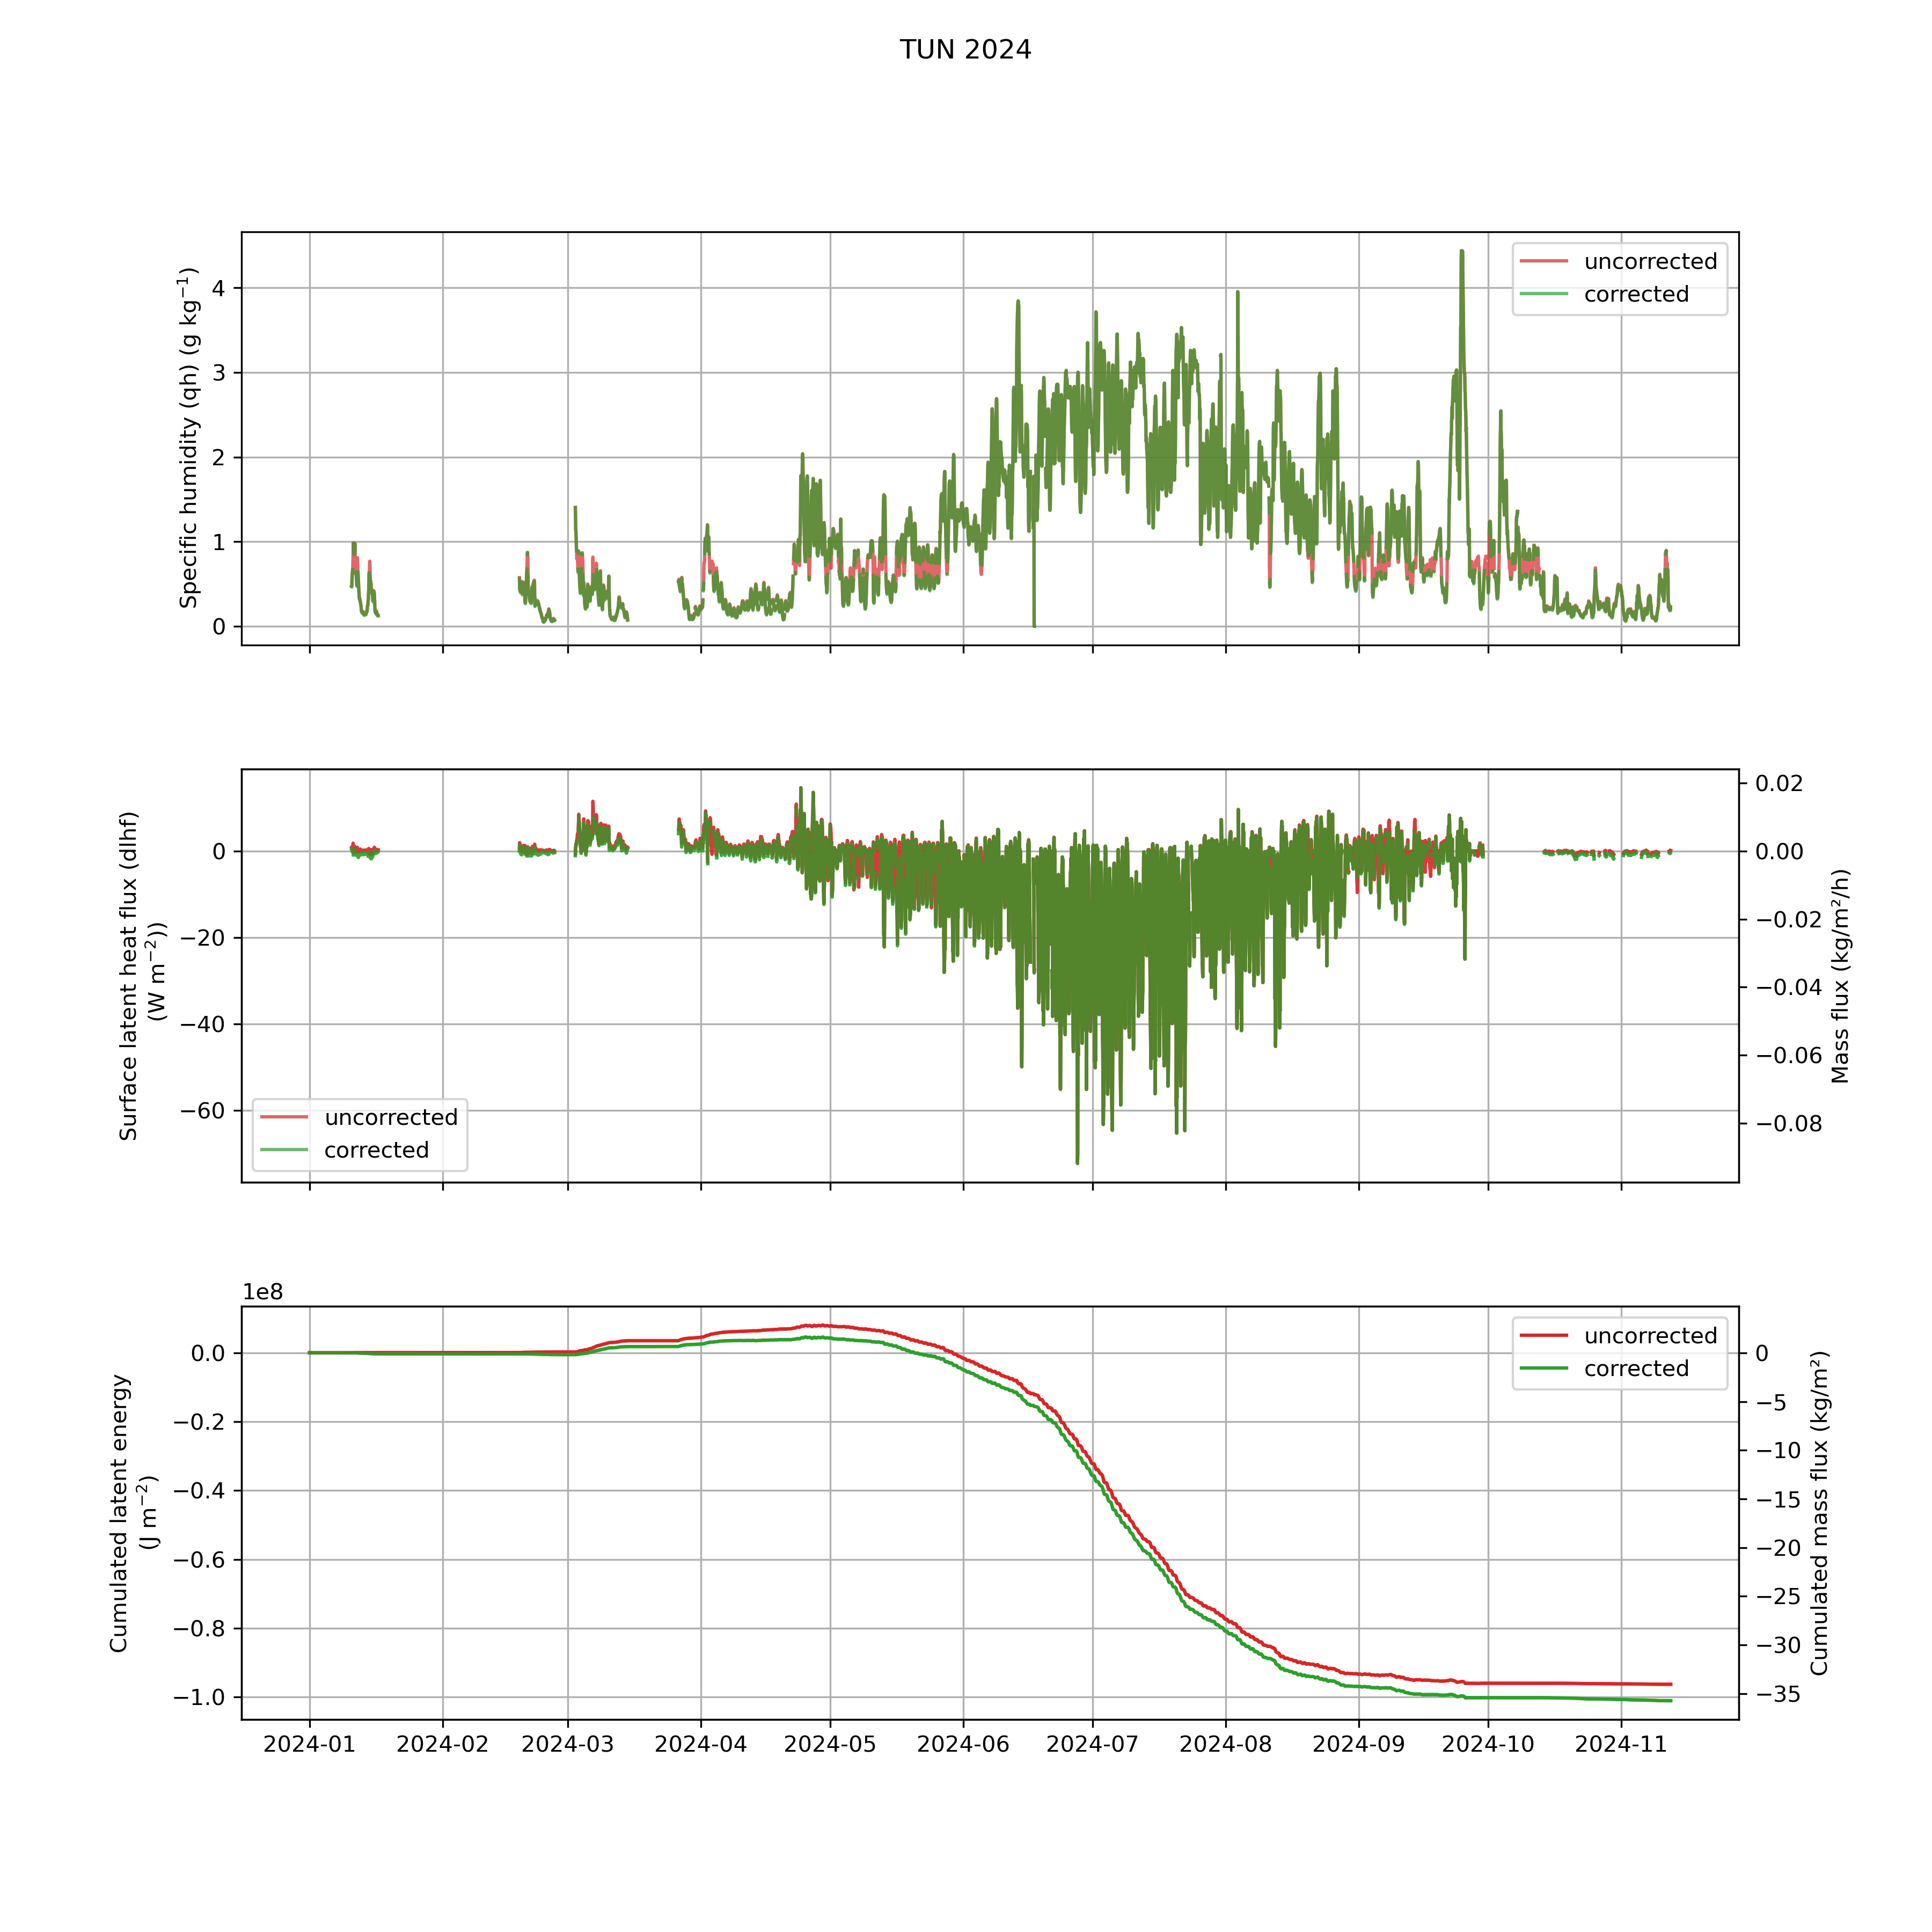 TUN 2024
Specific humidity (qh) (g kg⁻¹)
4
3
2
1
0
uncorrected
corrected
Surface latent heat flux (dlhf)
(W m⁻²))
0
−20
−40
−60
uncorrected
corrected
0.02
0.00
−0.02
−0.04
−0.06
−0.08
Mass flux (kg/m²/h)
1e8
Cumulated latent energy
(J m⁻²)
0.0
−0.2
−0.4
−0.6
−0.8
−1.0
uncorrected
corrected
0
−5
−10
−15
−20
−25
−30
−35
Cumulated mass flux (kg/m²)
2024-01 2024-02 2024-03 2024-04 2024-05 2024-06 2024-07 2024-08 2024-09 2024-10 2024-11